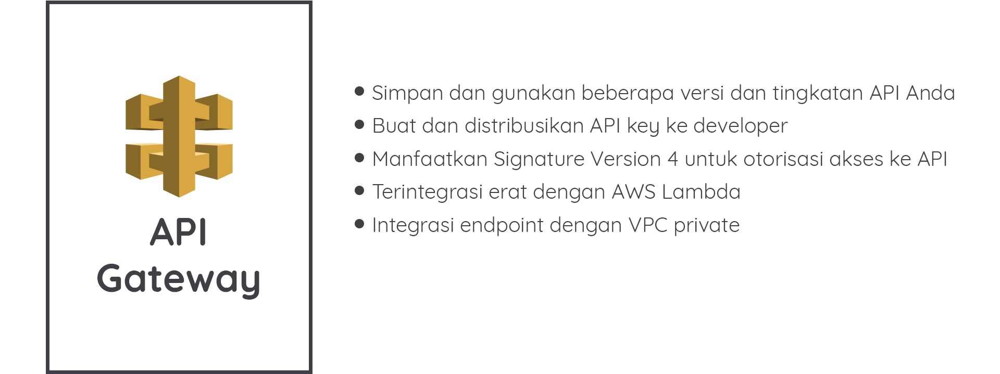 API
Gateway
• Simpan dan gunakan beberapa versi dan tingkatan API Anda
• Buat dan distribusikan API key ke developer
• Manfaatkan Signature Version 4 untuk otorisasi akses ke API
• Terintegrasi erat dengan AWS Lambda
• Integrasi endpoint dengan VPC private